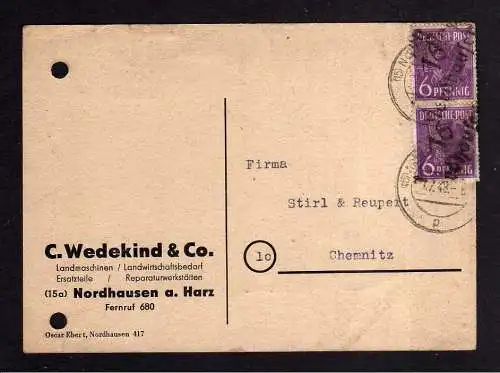 DEUTSCHE POST
6 PFENNIG
DEUTSCHE POST
6 PFENNIG
Firma
Stirl & Reupert
1c
Chemnitz
C. Wedekind & Co.
Landmaschinen / Landwirtschaftsbedarf
Ersatzteile / Reparaturwerkstätten
(15a) Nordhausen a. Harz
Fernruf 680
Oscar Ebert, Nordhausen 417